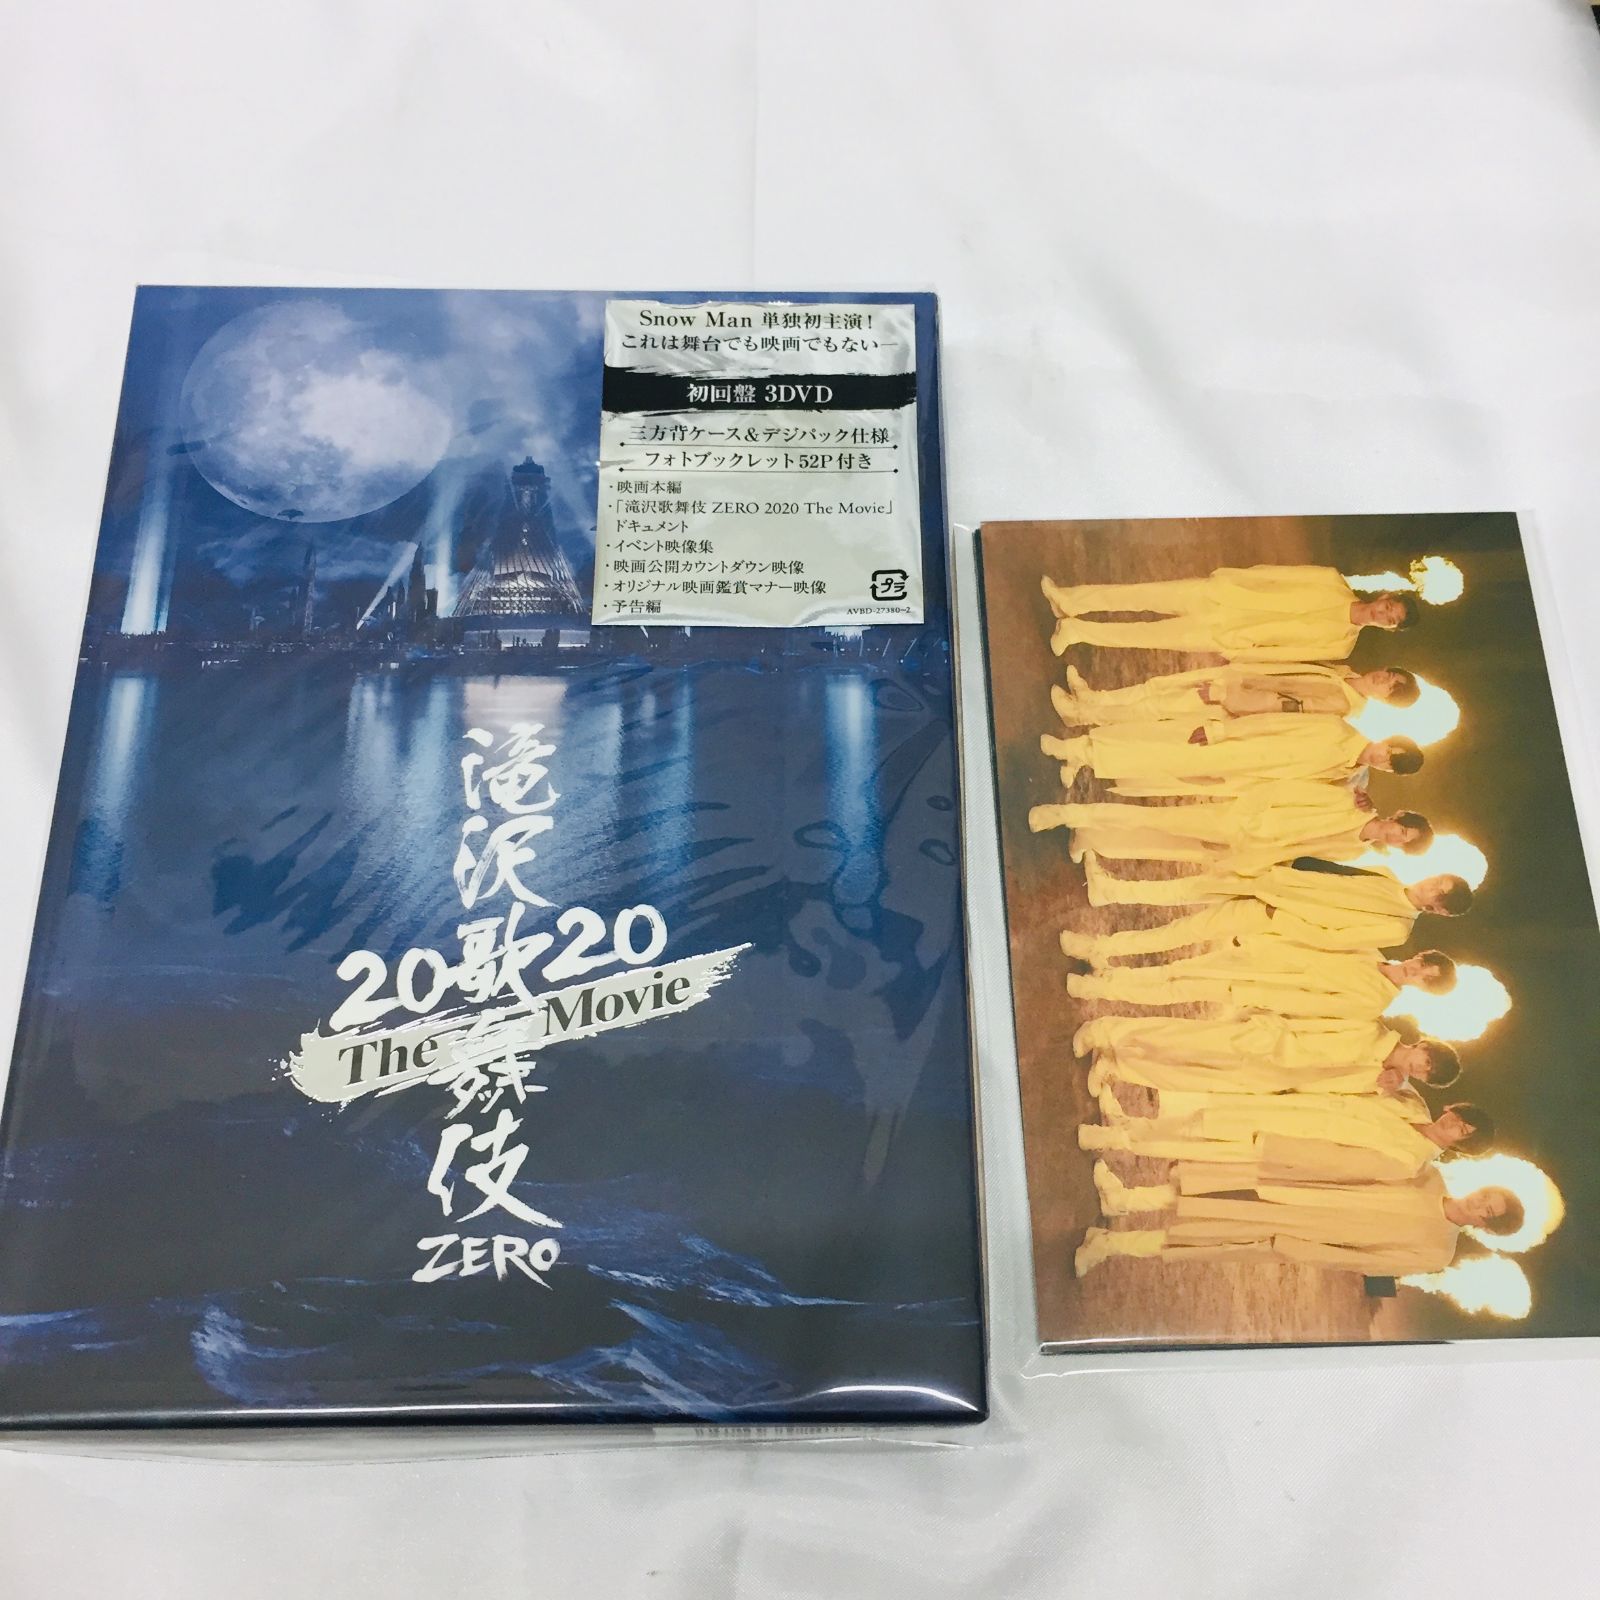 Snow Man 単独初主演！
これは舞台でも映画でもない―
初回盤 3DVD
三方背ケース&デジパック仕様
フォトブックレット52P付き
・映画本編
・「滝沢歌舞伎 ZERO 2020 The Movie」
ドキュメント
・イベント映像集
・映画公開カウントダウン映像
・オリジナル映画鑑賞マナー映像
・予告編
プラ
AVBD-27380~2
滝沢歌舞伎
2020
The Movie
ZERO